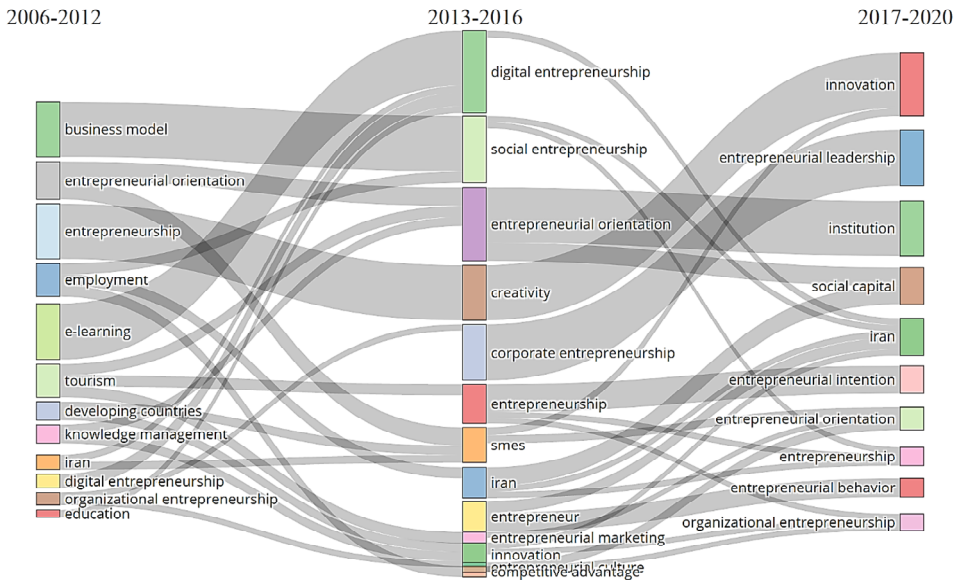 2006-2012
2013-2016
2017-2020
business model
entrepreneurial orientation
entrepreneurship
employment
e-learning
tourism
developing countries
knowledge management
iran
digital entrepreneurship
organizational entrepreneurship
education
digital entrepreneurship
social entrepreneurship
entrepreneurial orientation
creativity
corporate entrepreneurship
entrepreneurship
smes
iran
entrepreneur
entrepreneurial marketing
innovation
entrepreneurial culture
competitive advantage
innovation
entrepreneurial leadership
institution
social capital
iran
entrepreneurial intention
entrepreneurial orientation
entrepreneurship
entrepreneurial behavior
organizational entrepreneurship